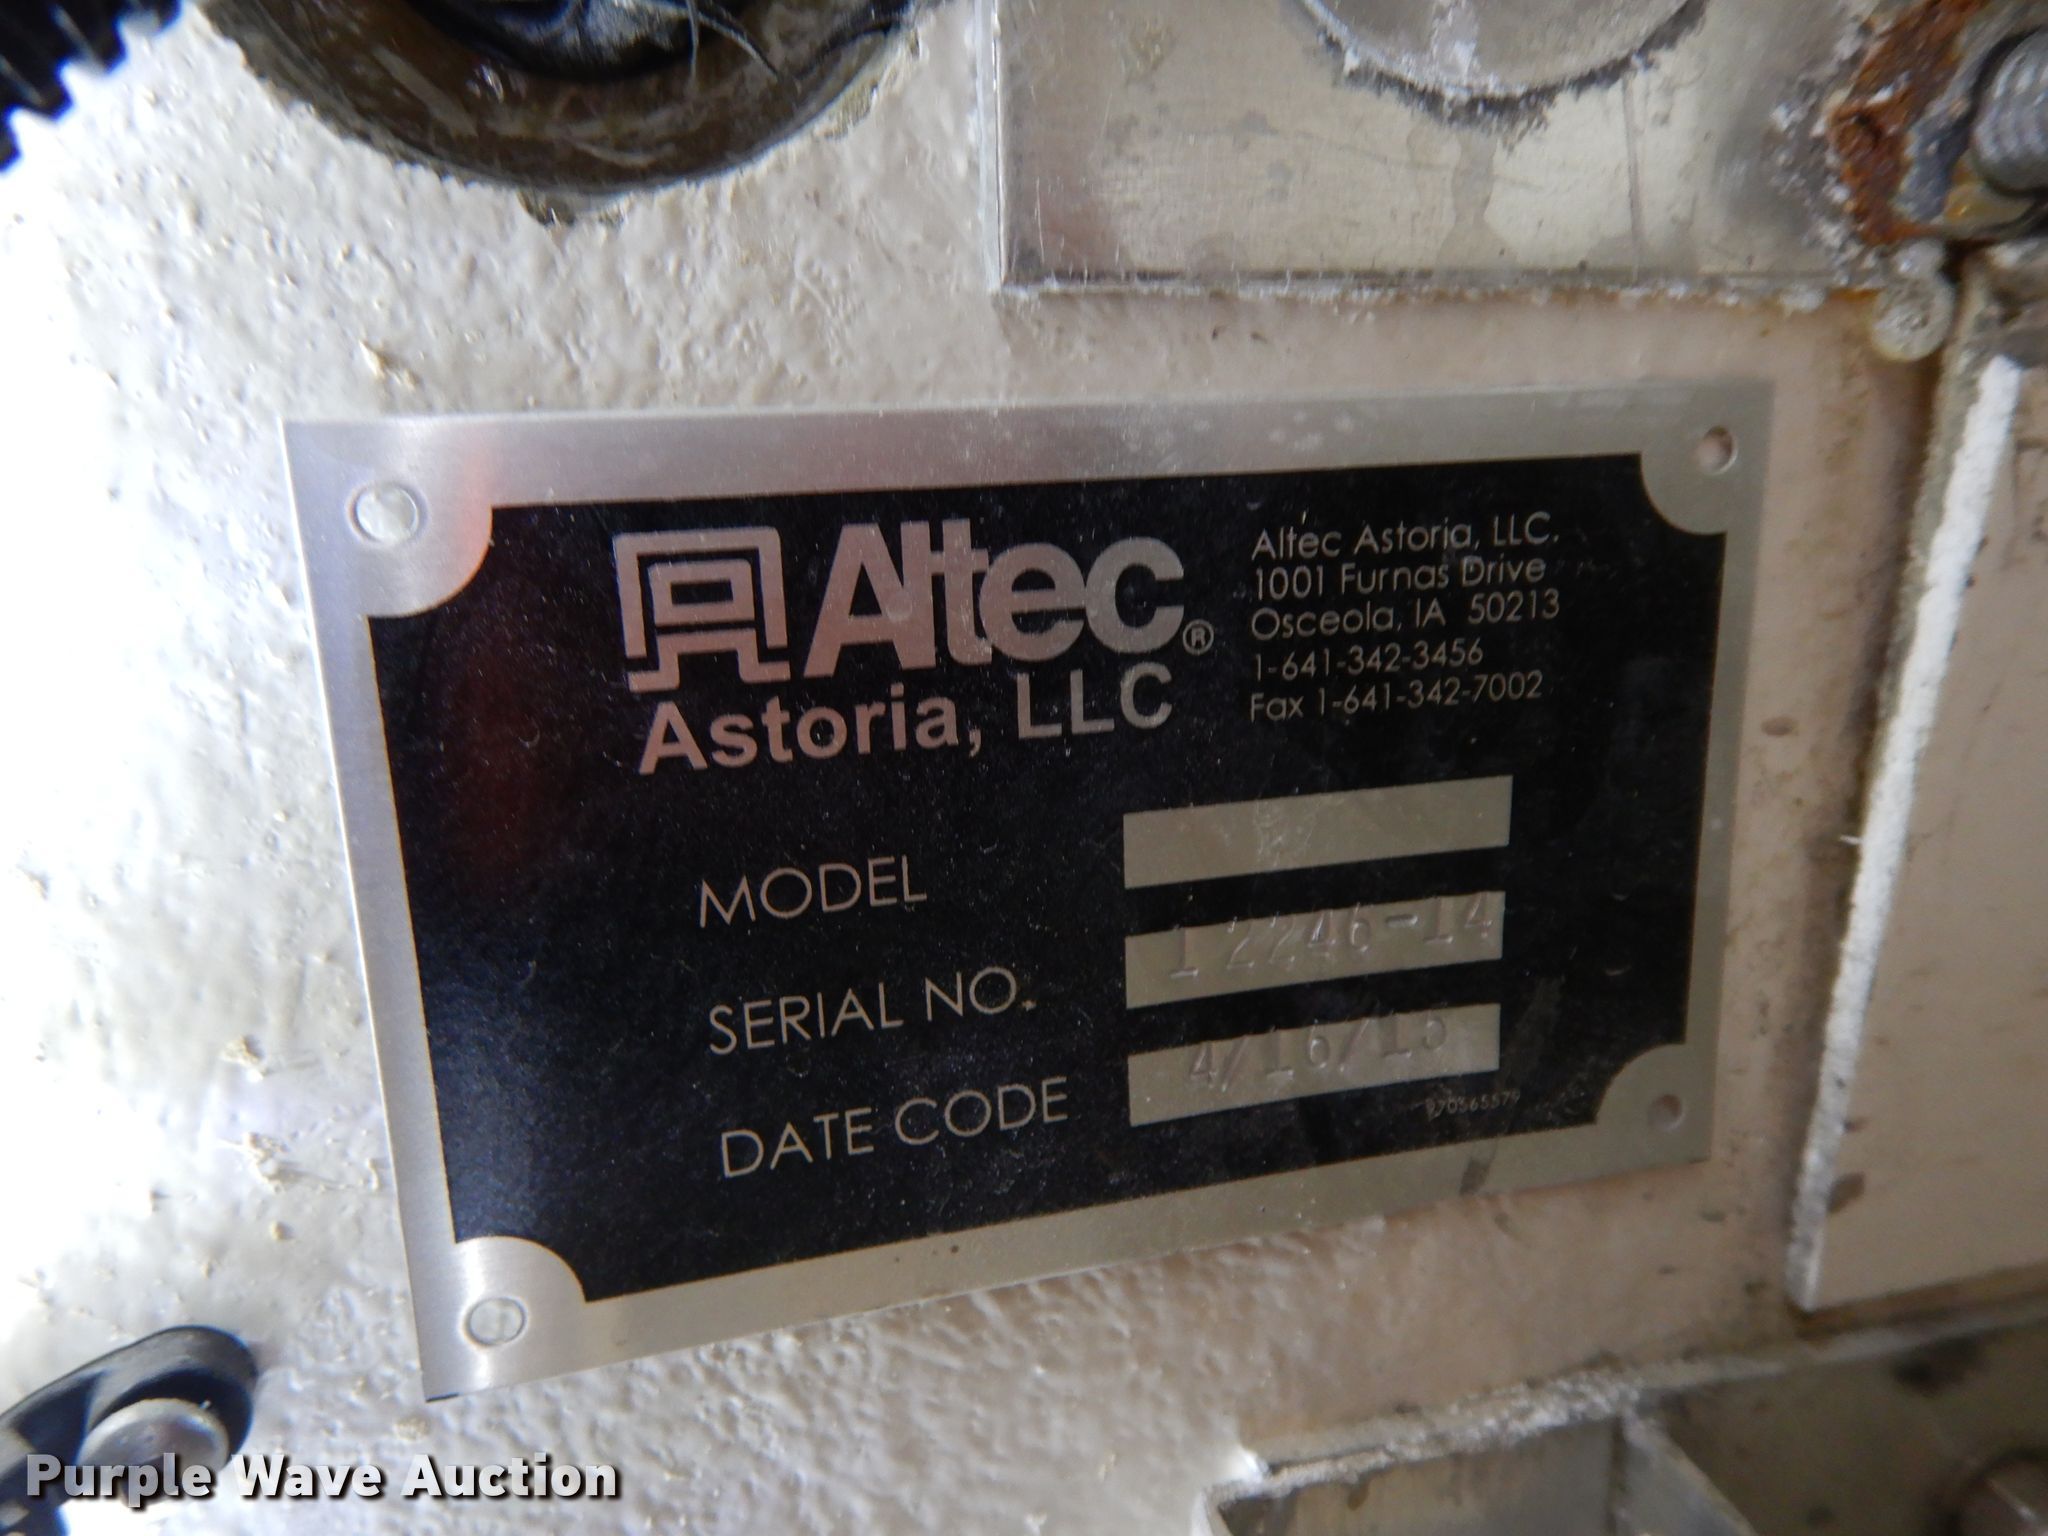 Altec®
Astoria, LLC
Altec Astoria, LLC.
1001 Furnas Drive
Osceola, IA 50213
1-641-342-3456
Fax 1-641-342-7002
MODEL
SERIAL NO. 12246-14
DATE CODE 4/16/15
970365579
Purple Wave Auction